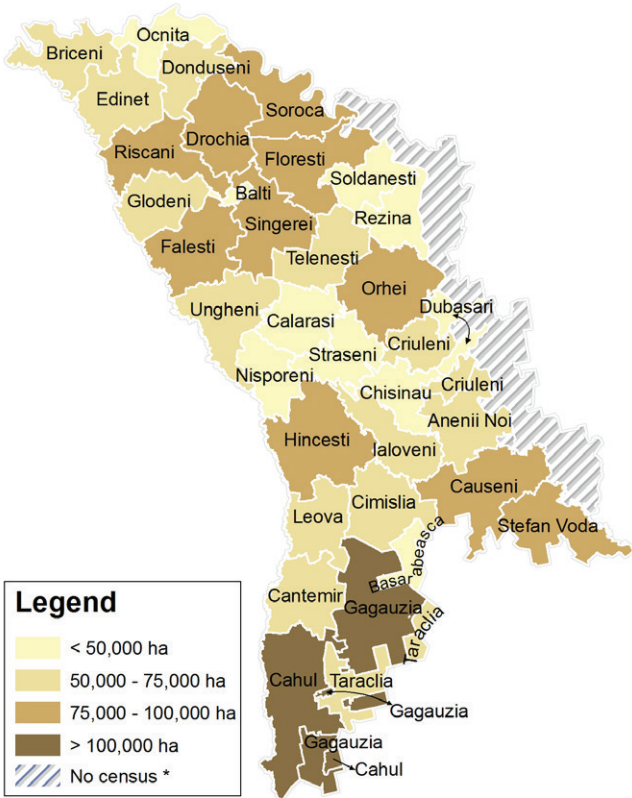 Ocnita
Briceni
Donduseni
Edinet
Soroca
Drochia
Riscani
Floresti
Soldanesti
Balti
Glodeni
Rezina
Singerei
Falesti
Telenesti
Orhei
Ungheni
Dubasari
Calarasi
Criuleni
Straseni
Nisporeni
Chisinau
Criuleni
Anenii Noi
Hincesti
Ialoveni
Causeni
Cimislia
Leova
Stefan Voda
Basarabeasca
Cantemir
Gagauzia
Taraclia
Cahul
Taraclia
Gagauzia
Gagauzia
Cahul
Legend
< 50,000 ha
50,000 - 75,000 ha
75,000 - 100,000 ha
> 100,000 ha
No census *